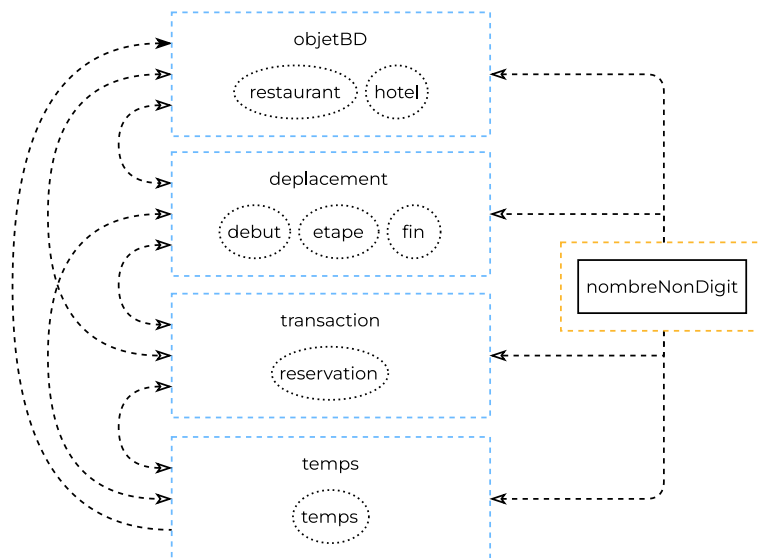 objetBD
restaurant hotel
deplacement
debut etape fin
nombreNonDigit
transaction
reservation
temps
temps